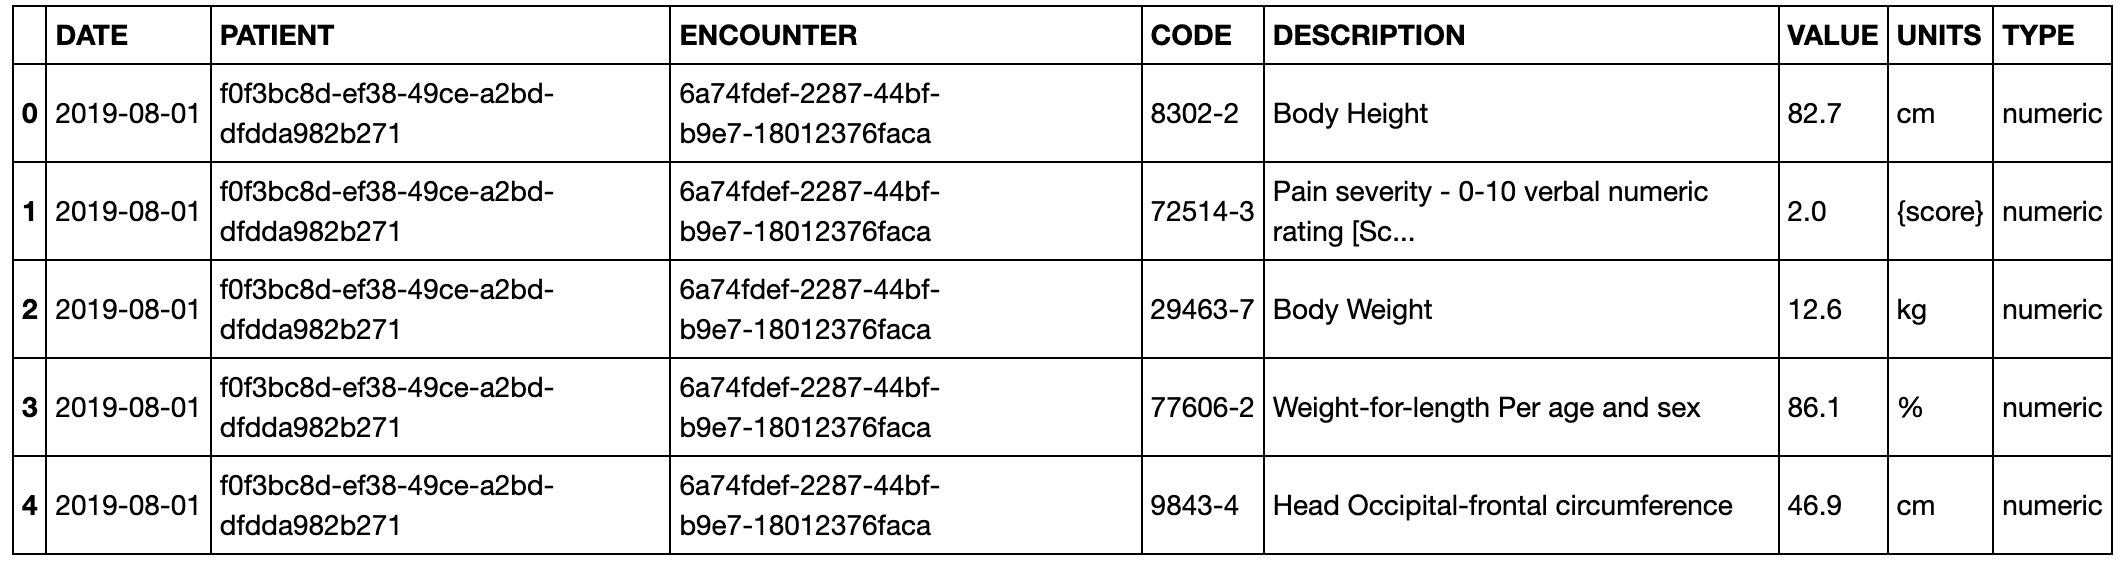 DATE PATIENT ENCOUNTER CODE DESCRIPTION VALUE UNITS TYPE
0 2019-08-01 f0f3bc8d-ef38-49ce-a2bd- 6a74fdef-2287-44bf- 8302-2 Body Height 82.7 cm numeric
dfdda982b271 b9e7-18012376faca
1 2019-08-01 f0f3bc8d-ef38-49ce-a2bd- 6a74fdef-2287-44bf- 72514-3 Pain severity - 0-10 verbal numeric 2.0 {score} numeric
dfdda982b271 b9e7-18012376faca rating [Sc...
2 2019-08-01 f0f3bc8d-ef38-49ce-a2bd- 6a74fdef-2287-44bf- 29463-7 Body Weight 12.6 kg numeric
dfdda982b271 b9e7-18012376faca
3 2019-08-01 f0f3bc8d-ef38-49ce-a2bd- 6a74fdef-2287-44bf- 77606-2 Weight-for-length Per age and sex 86.1 % numeric
dfdda982b271 b9e7-18012376faca
4 2019-08-01 f0f3bc8d-ef38-49ce-a2bd- 6a74fdef-2287-44bf- 9843-4 Head Occipital-frontal circumference 46.9 cm numeric
dfdda982b271 b9e7-18012376faca